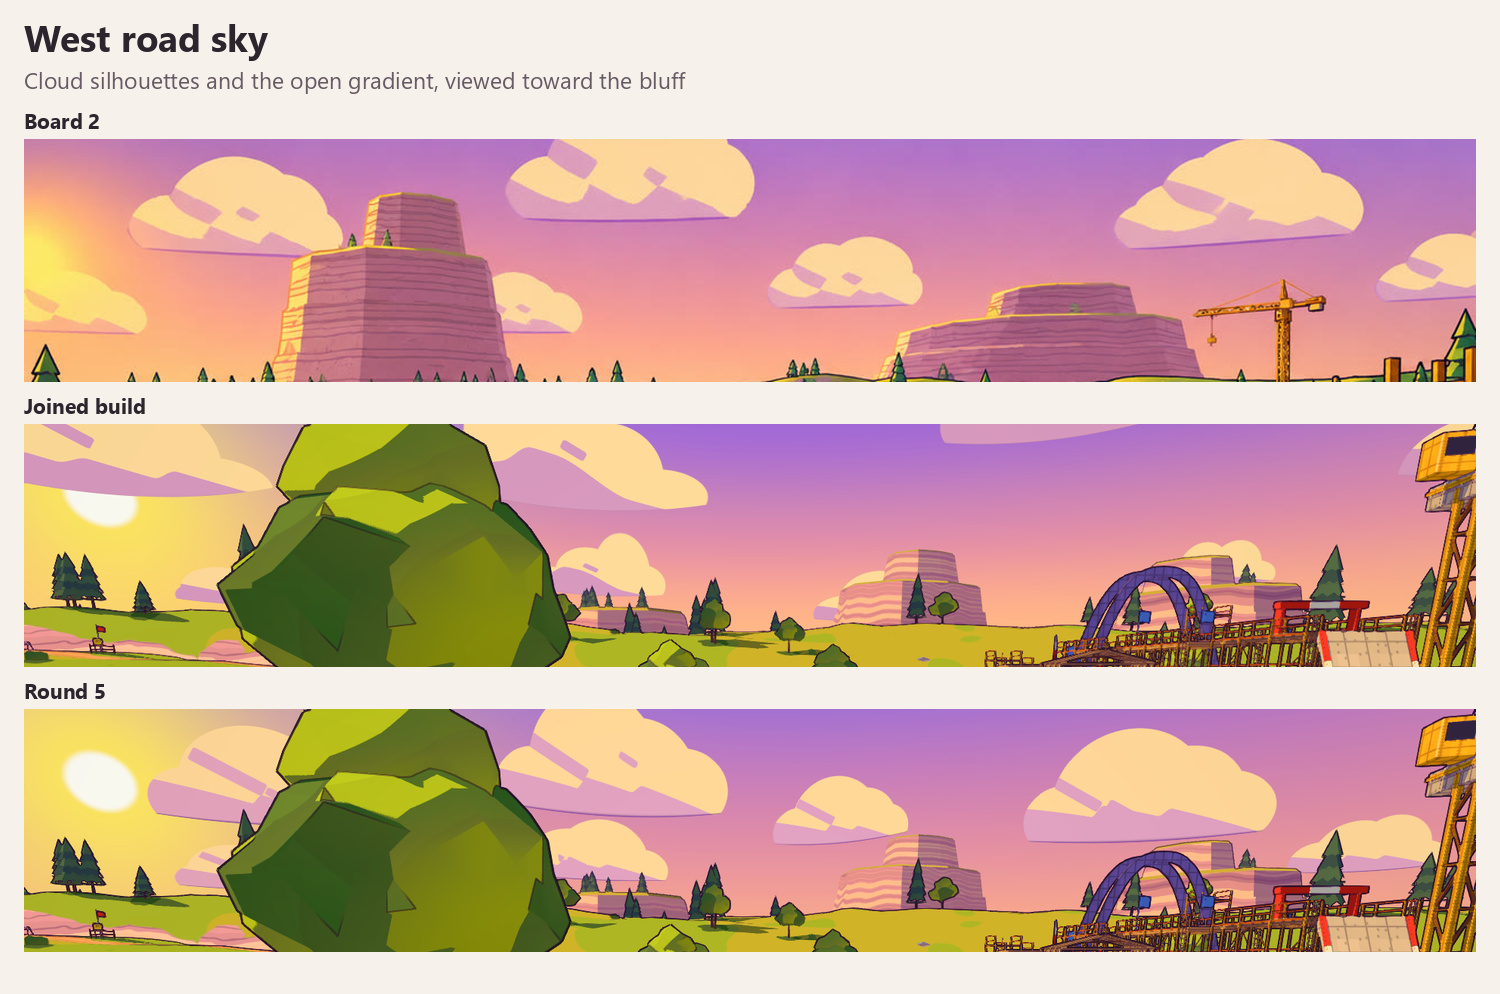 West road sky
Cloud silhouettes and the open gradient, viewed toward the bluff
Board 2
Joined build
Round 5